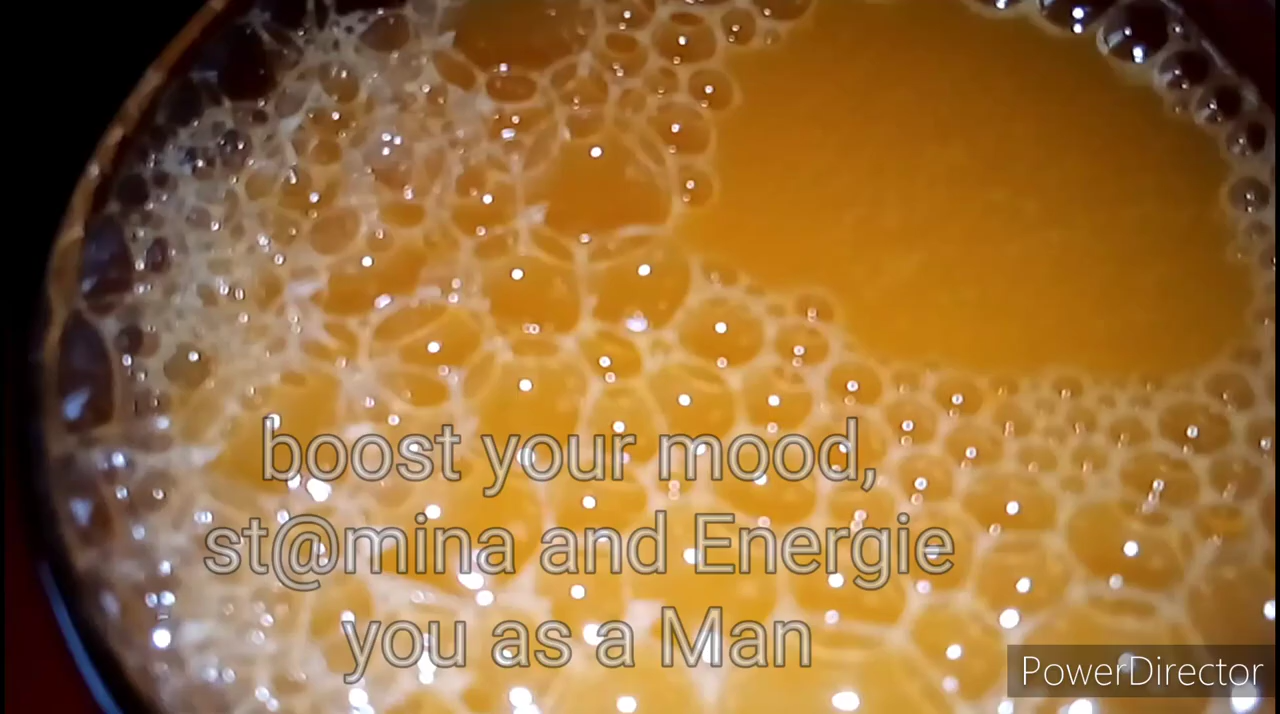 boost your mood,
st@mina and Energie
you as a Man
PowerDirector